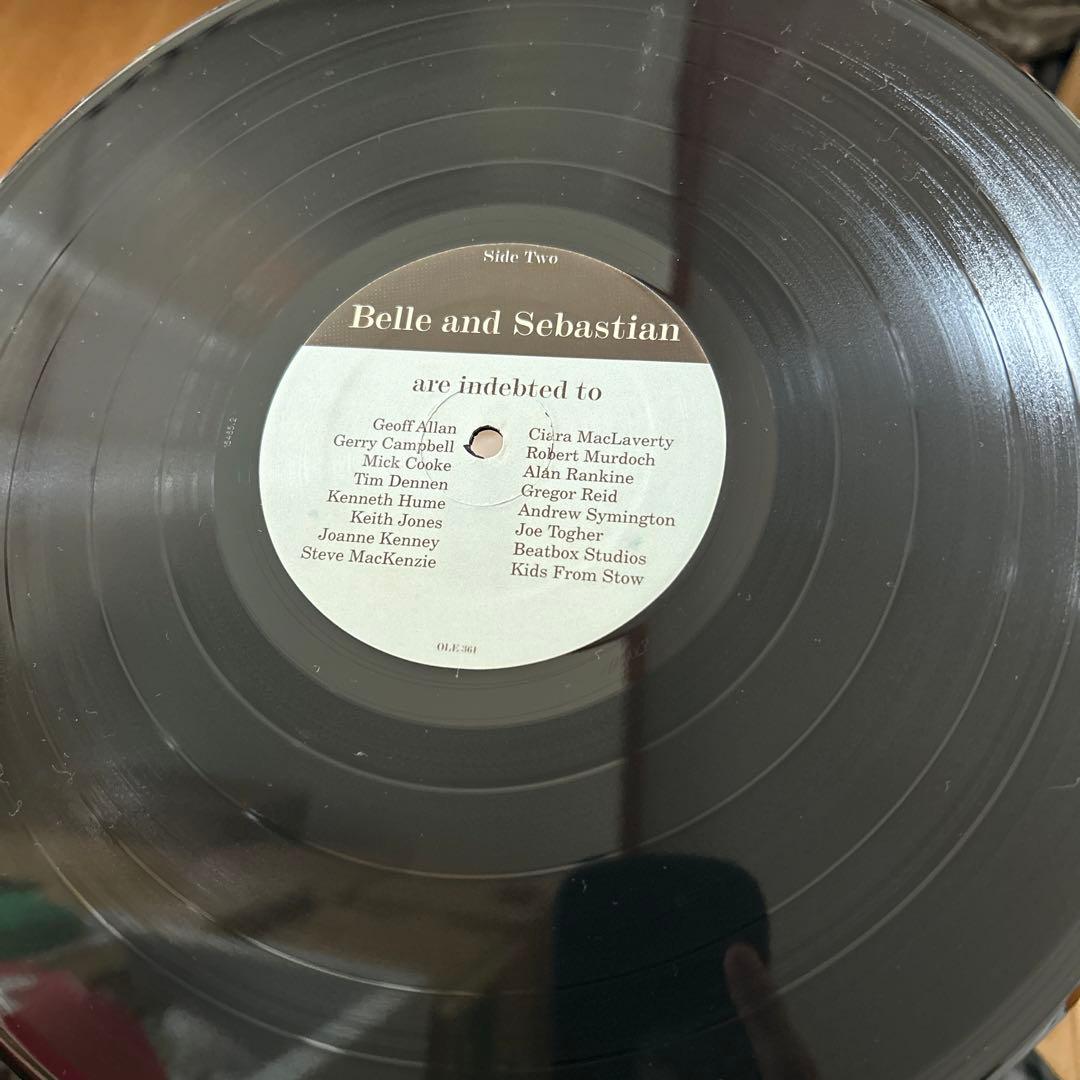 Side Two
Belle and Sebastian
are indebted to
Geoff Allan
Gerry Campbell
Mick Cooke
Tim Dennen
Kenneth Hume
Keith Jones
Joanne Kenney
Steve MacKenzie
Ciara MacLaverty
Robert Murdoch
Alan Rankine
Gregor Reid
Andrew Symington
Joe Togher
Beatbox Studios
Kids From Stow
OLE 361